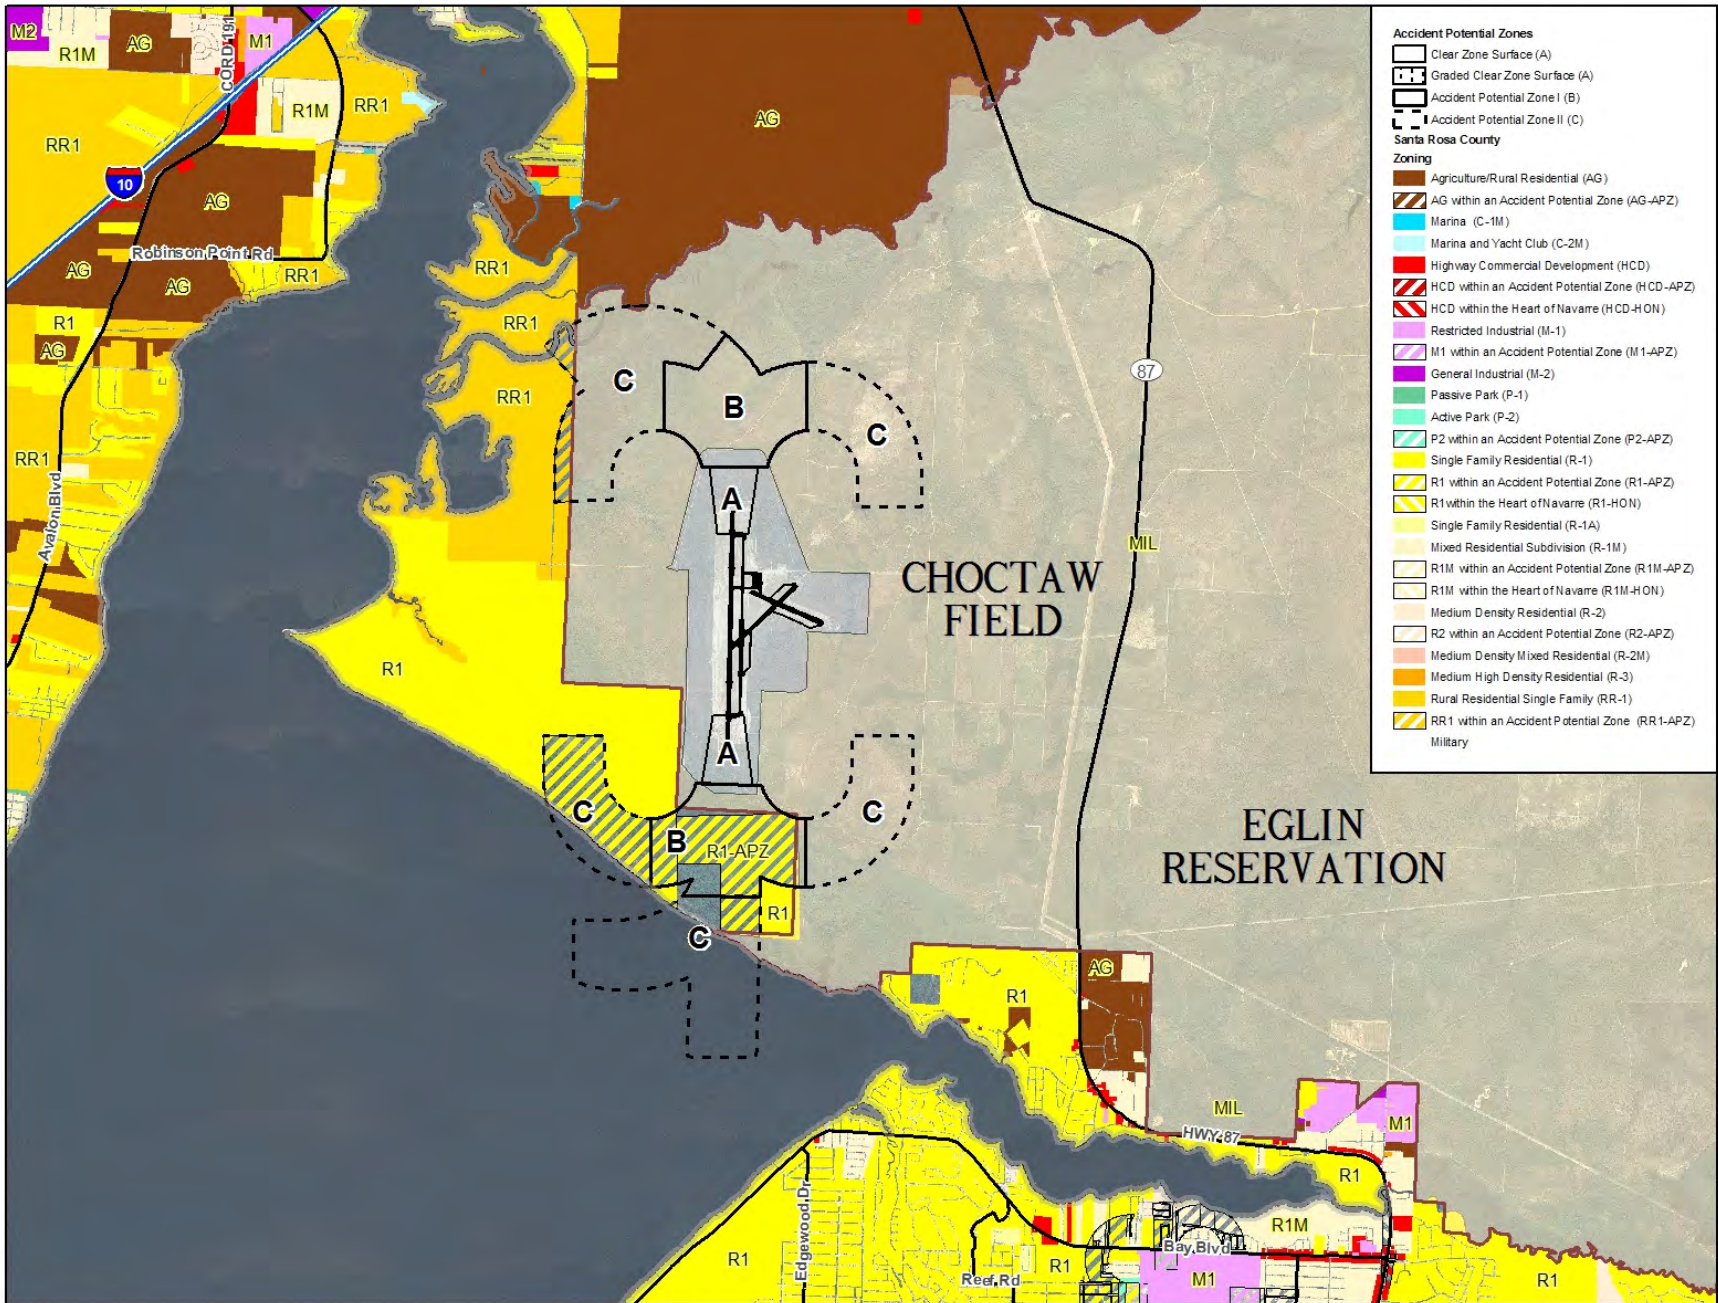 M2
R1M
AG
CORD 191
M1
R1M
RR1
RR1
10
AG
AG
Robinson Point Rd
RR1
AG
AG
R1
AG
RR1
Avalon Blvd
RR1
RR1
RR1
AG
C
B
C
A
87
MIL
CHOCTAW
FIELD
R1
A
C
B
R1-APZ
C
R1
C
EGLIN
RESERVATION
AG
R1
MIL
HWY 87
M1
R1
R1M
Bay Blvd
Edgewood Dr
R1
Reef Rd
R1
M1
R1
Accident Potential Zones
Clear Zone Surface (A)
Graded Clear Zone Surface (A)
Accident Potential Zone I (B)
Accident Potential Zone II (C)
Santa Rosa County
Zoning
Agriculture/Rural Residential (AG)
AG within an Accident Potential Zone (AG-APZ)
Marina (C-1M)
Marina and Yacht Club (C-2M)
Highway Commercial Development (HCD)
HCD within an Accident Potential Zone (HCD-APZ)
HCD within the Heart of Navarre (HCD-HON)
Restricted Industrial (M-1)
M1 within an Accident Potential Zone (M1-APZ)
General Industrial (M-2)
Passive Park (P-1)
Active Park (P-2)
P2 within an Accident Potential Zone (P2-APZ)
Single Family Residential (R-1)
R1 within an Accident Potential Zone (R1-APZ)
R1 within the Heart of Navarre (R1-HON)
Single Family Residential (R-1A)
Mixed Residential Subdivision (R-1M)
R1M within an Accident Potential Zone (R1M-APZ)
R1M within the Heart of Navarre (R1M-HON)
Medium Density Residential (R-2)
R2 within an Accident Potential Zone (R2-APZ)
Medium Density Mixed Residential (R-2M)
Medium High Density Residential (R-3)
Rural Residential Single Family (RR-1)
RR1 within an Accident Potential Zone (RR1-APZ)
Military